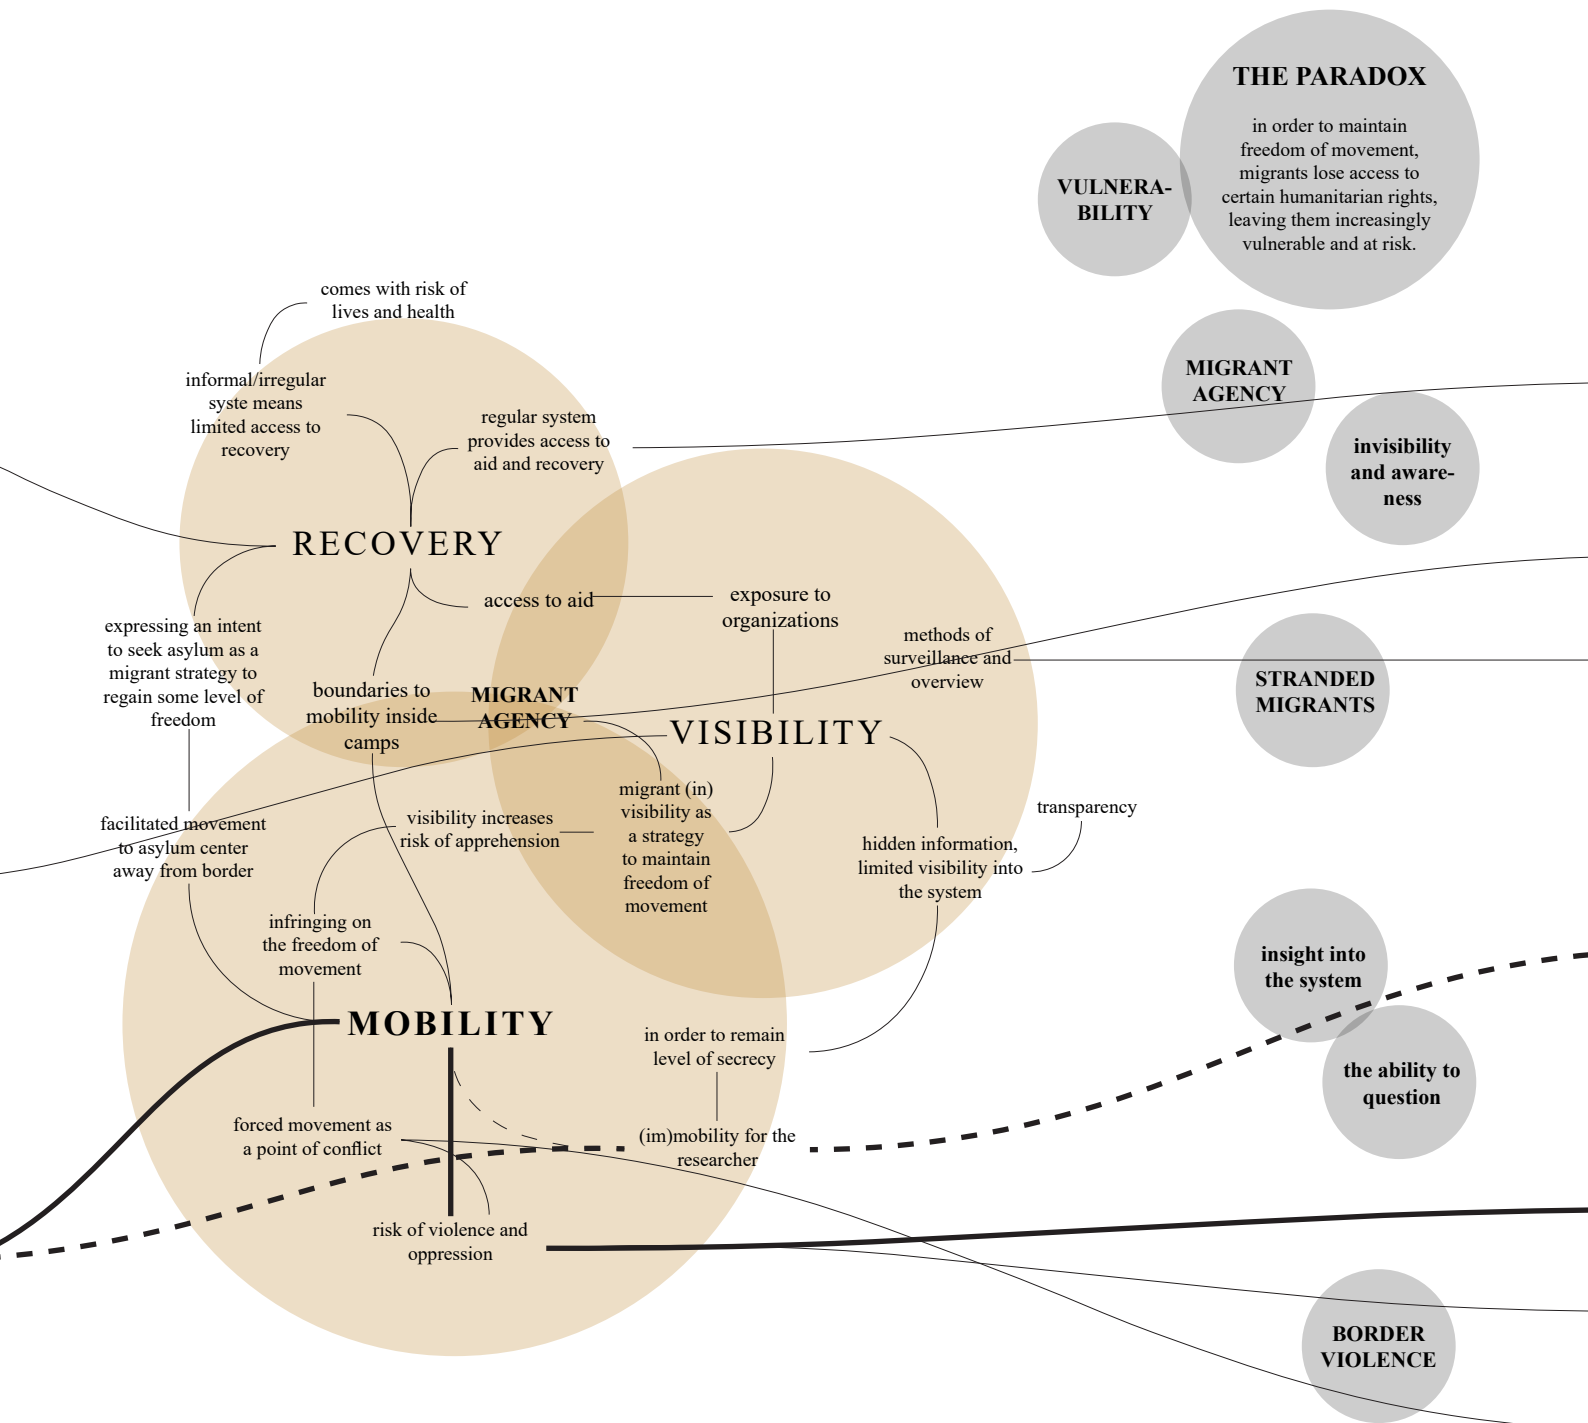 THE PARADOX
in order to maintain
freedom of movement,
migrants lose access to
certain humanitarian rights,
leaving them increasingly
vulnerable and at risk.
VULNERA-
BILITY
comes with risk of
lives and health
informal/irregular
syste means
limited access to
recovery
regular system
provides access to
aid and recovery
MIGRANT
AGENCY
invisibility
and aware-
ness
RECOVERY
access to aid
exposure to
organizations
expressing an intent
to seek asylum as a
migrant strategy to
regain some level of
freedom
methods of
surveillance and
overview
boundaries to
mobility inside
camps
MIGRANT
AGENCY
VISIBILITY
STRANDED
MIGRANTS
facilitated movement
to asylum center
away from border
visibility increases
risk of apprehension
migrant (in)
visibility as
a strategy
to maintain
freedom of
movement
transparency
hidden information,
limited visibility into
the system
infringing on
the freedom of
movement
insight into
the system
MOBILITY
in order to remain
level of secrecy
the ability to
question
forced movement as
a point of conflict
(im)mobility for the
researcher
risk of violence and
oppression
BORDER
VIOLENCE